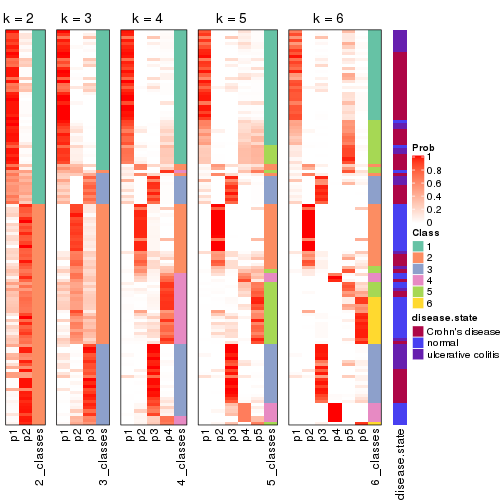 k = 2 k = 3 k = 4 k = 5 k = 6
Prob
1
0.8
0.6
0.4
0.2
0
Class
1
2
3
4
5
6
disease.state
Crohn's disease
normal
ulcerative colitis
p1 p2 2_classes p1 p2 p3 3_classes p1 p2 p3 p4 4_classes p1 p2 p3 p4 p5 5_classes p1 p2 p3 p4 p5 p6 6_classes disease.state